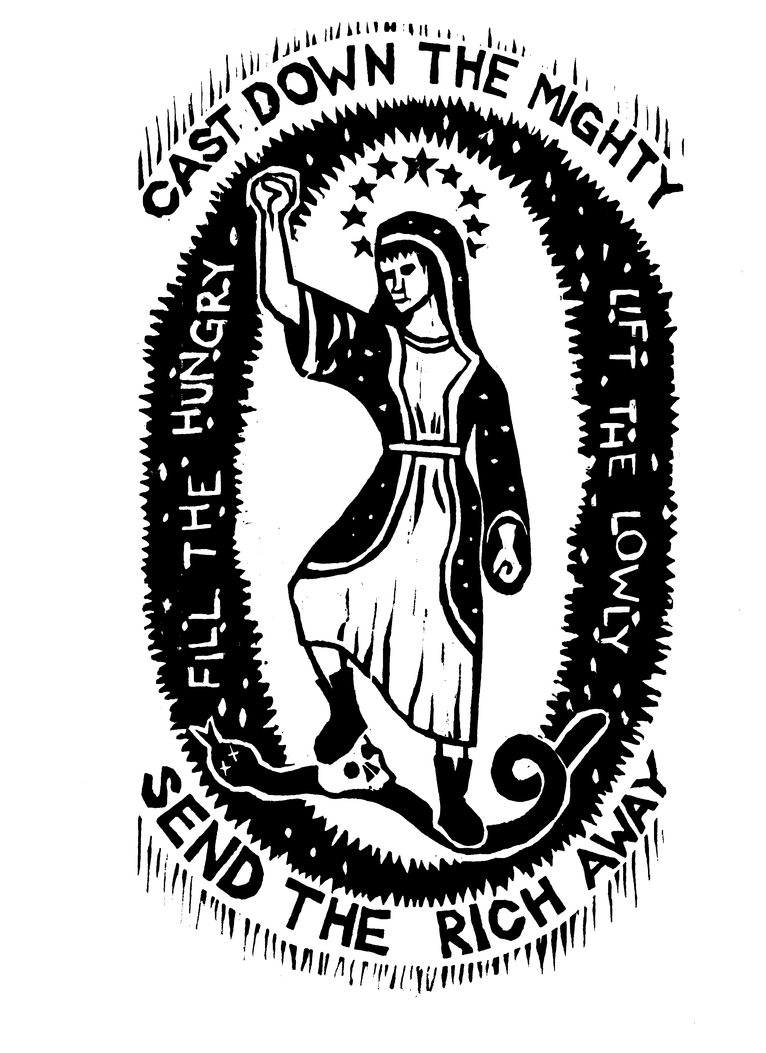 CAST DOWN THE MIGHTY
FILL THE HUNGRY
LIFT THE LOWLY
SEND THE RICH AWAY